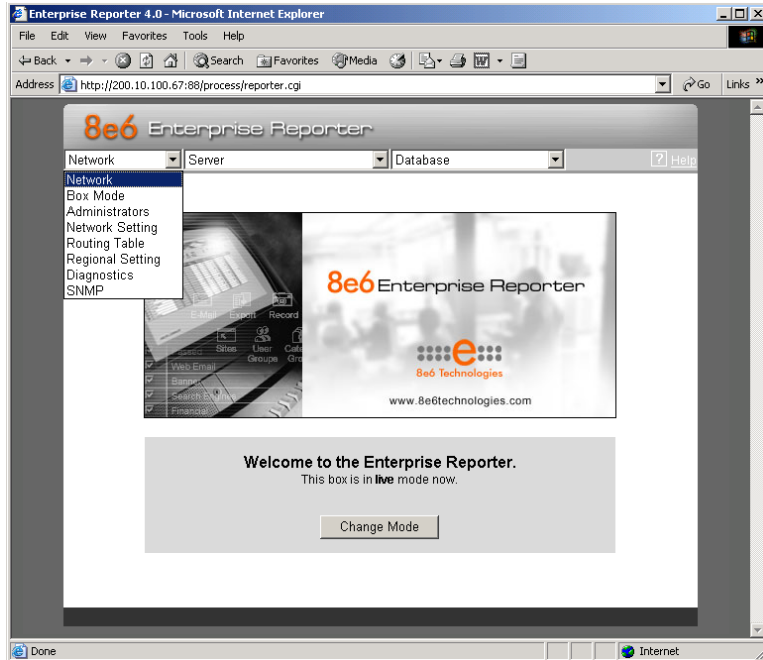 Enterprise Reporter 4.0 - Microsoft Internet Explorer
File Edit View Favorites Tools Help
Back Search Favorites Media
Address http://200.10.100.67:88/process/reporter.cgi Go Links »
8e6 Enterprise Reporter
Network Server Database ? Help
Network
Box Mode
Administrators
Network Setting
Routing Table
Regional Setting
Diagnostics
SNMP
8e6 Enterprise Reporter
E-Mail Export Record
Sites User Groups
Web Email
Banner
Search Engines
Financial
e
8e6 Technologies
www.8e6technologies.com
Welcome to the Enterprise Reporter.
This box is in live mode now.
Change Mode
Done Internet